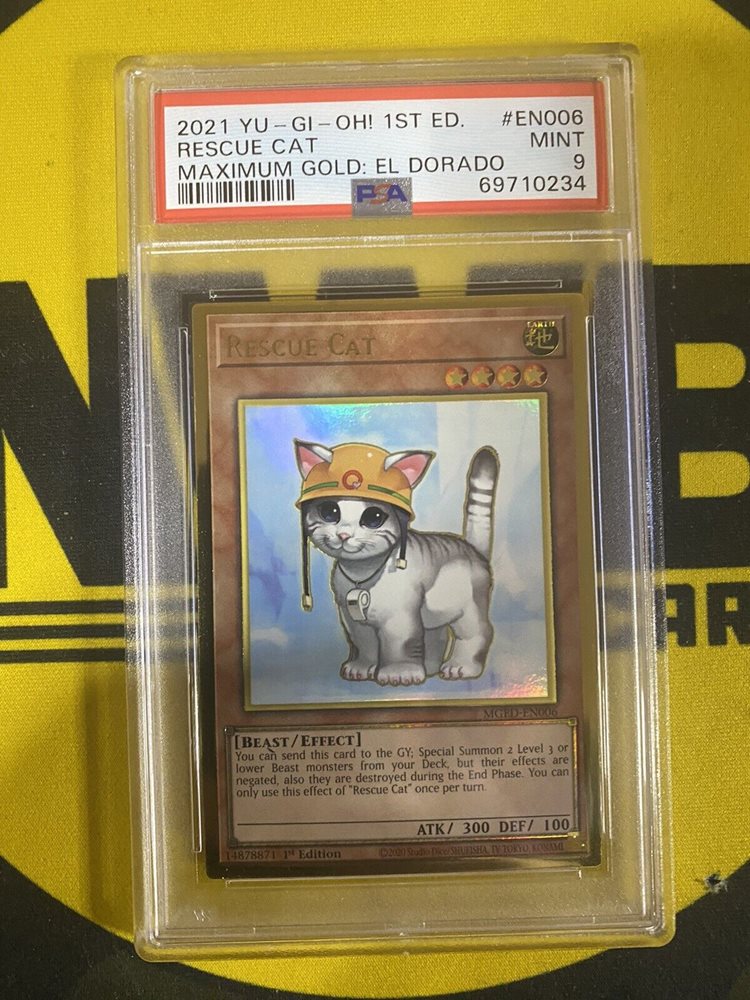 2021 YU-GI-OH! 1ST ED. #EN006
RESCUE CAT MINT
MAXIMUM GOLD: EL DORADO 9
PSA 69710234
RESCUE CAT
EARTH
地
MGED-EN006
[BEAST/EFFECT]
You can send this card to the GY; Special Summon 2 Level 3 or
lower Beast monsters from your Deck, but their effects are
negated, also they are destroyed during the End Phase. You can
only use this effect of "Rescue Cat" once per turn.
ATK/ 300 DEF/ 100
14878871 1st Edition ©2020 Studio Dice/SHUEISHA, TV TOKYO, KONAMI